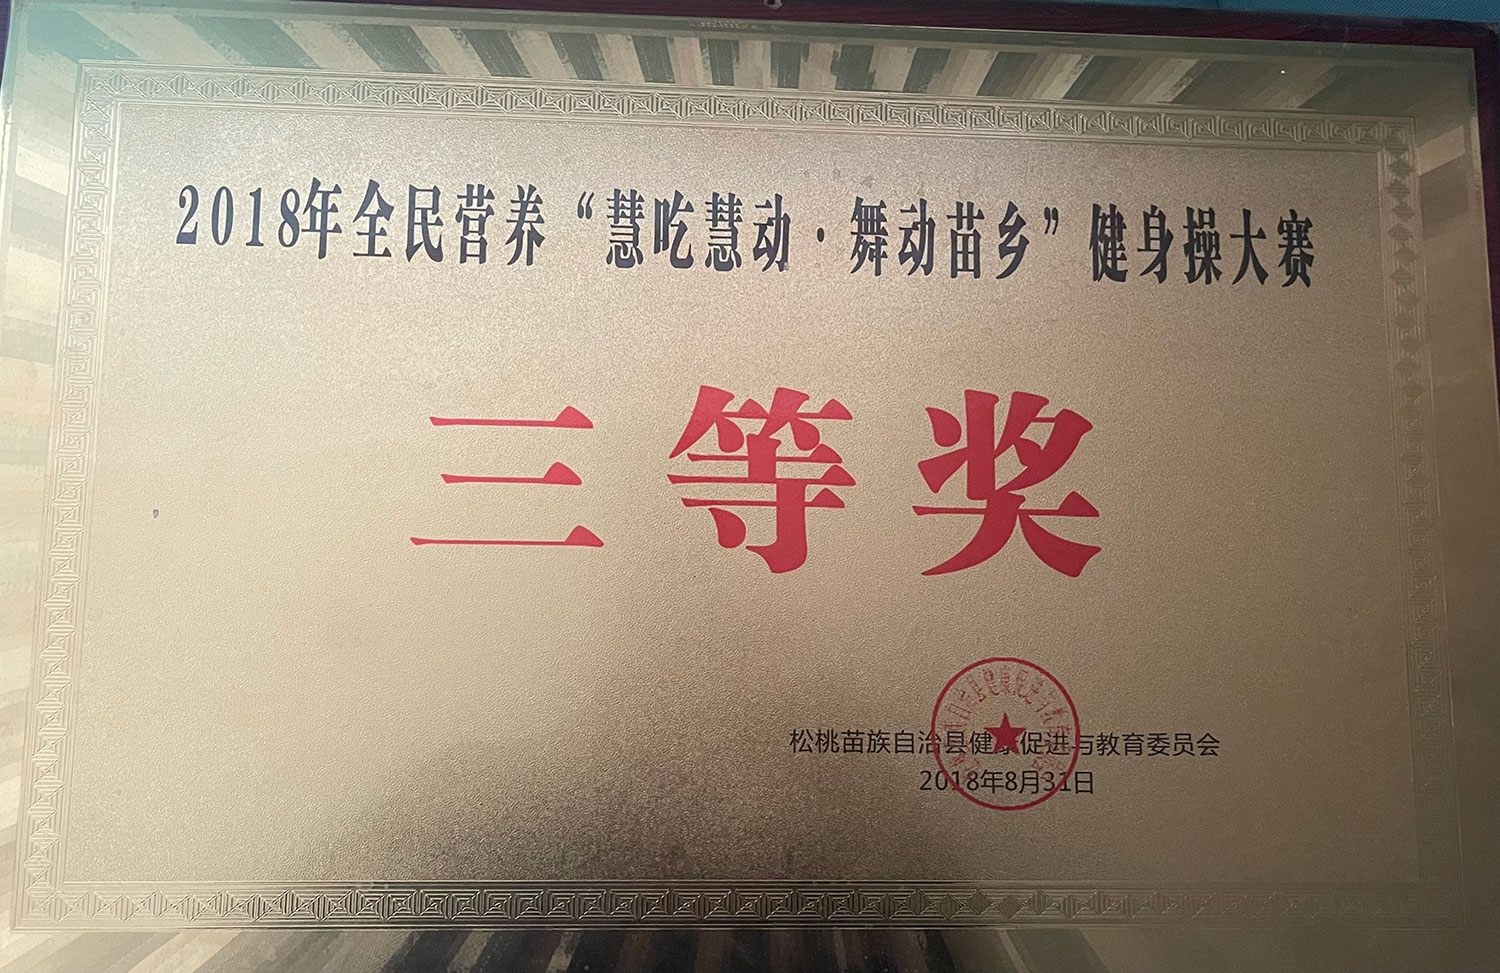 2018年全民营养“慧吃慧动·舞动苗乡”健身操大赛
三等奖
松桃苗族自治县健康促进与教育委员会
2018年8月31日